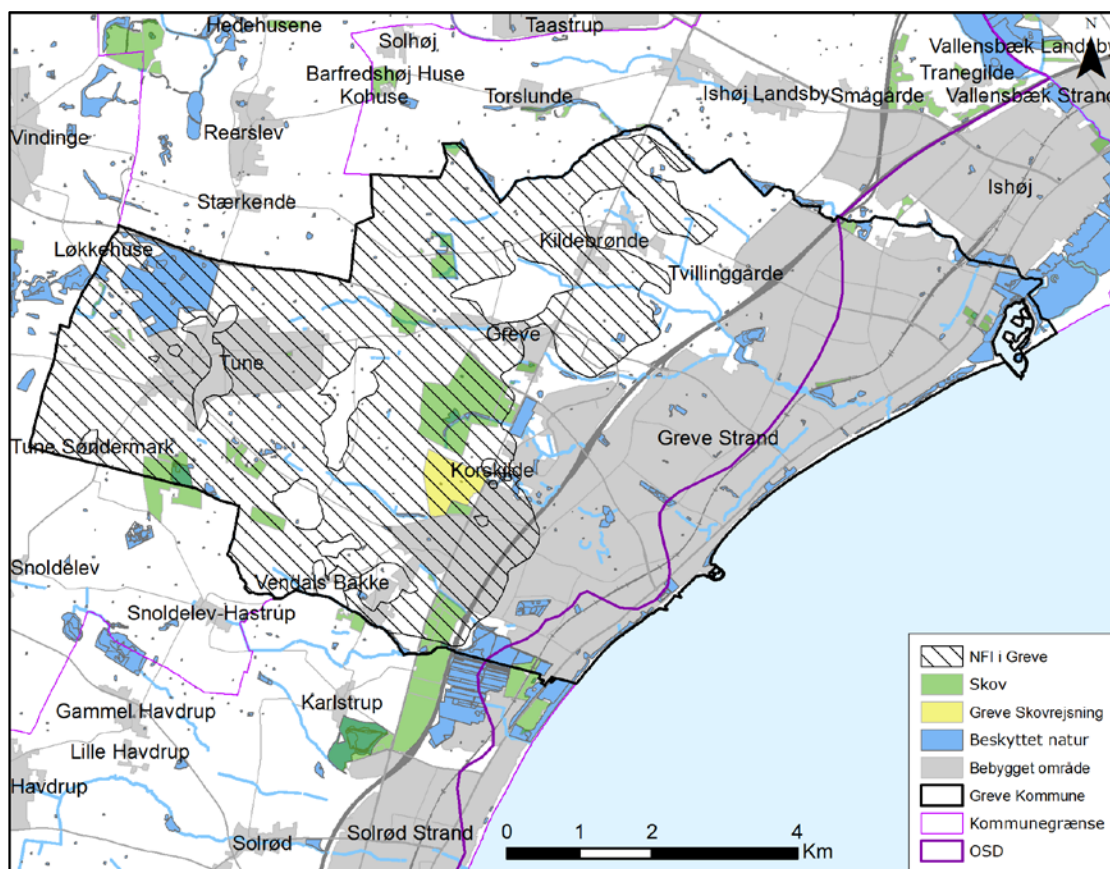 Hedehusene
Taastrup
N
Solhøj
Vallensbæk Landsby
Barfredshøj Huse
Tranegilde
Kohuse
Torslunde
Ishøj Landsby
Smågårde
Vallensbæk Strand
Vindinge
Reerslev
Ishøj
Stærkende
Løkkehuse
Kildebrønde
Tvillinggårde
Greve
Tune
Greve Strand
Tune Søndermark
Korskilde
Snoldelev
Vendals Bakke
Snoldelev-Hastrup
Karlstrup
Gammel Havdrup
Lille Havdrup
Havdrup
Solrød
Solrød Strand
0 1 2 4
Km
NFI i Greve
Skov
Greve Skovrejsning
Beskyttet natur
Bebygget område
Greve Kommune
Kommunegrænse
OSD